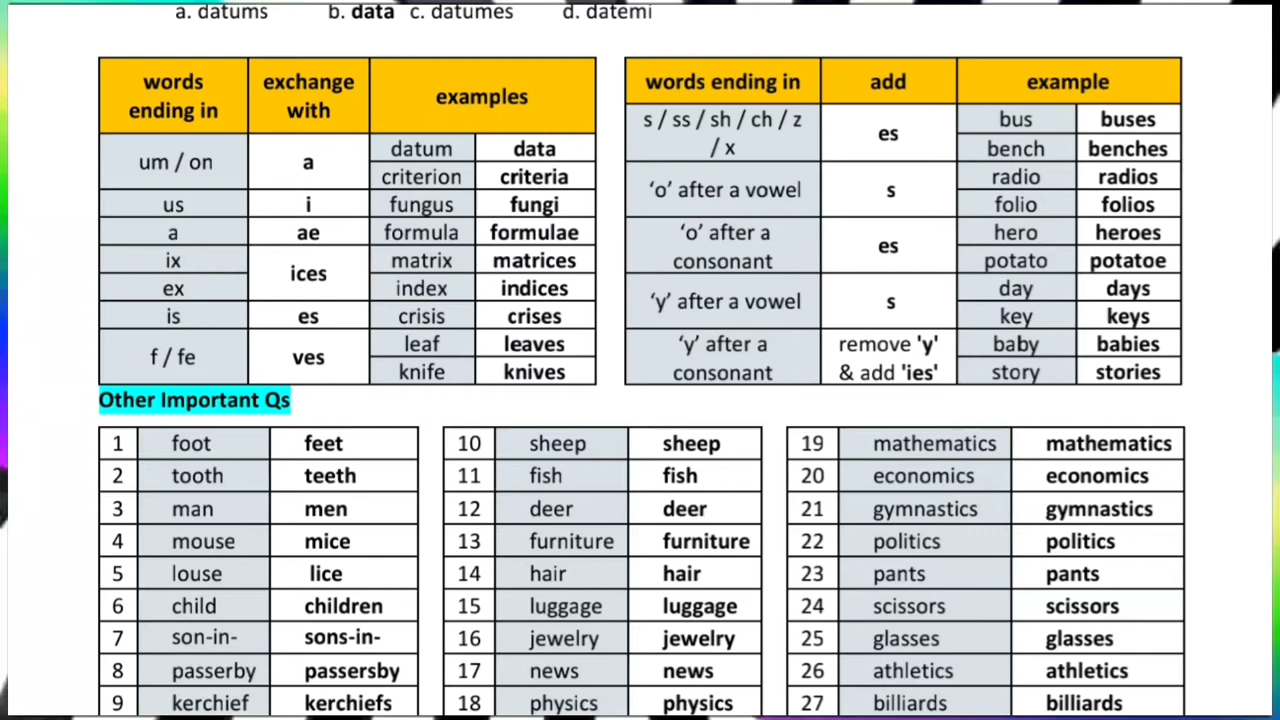 a. datums b. data c. datumes d. datemi
words ending in exchange with examples
um / on a datum data
criterion criteria
us i fungus fungi
a ae formula formulae
ix ices matrix matrices
ex index indices
is es crisis crises
f / fe ves leaf leaves
knife knives
words ending in add example
s / ss / sh / ch / z / x es bus buses
bench benches
‘o’ after a vowel s radio radios
folio folios
‘o’ after a consonant es hero heroes
potato potatoe
‘y’ after a vowel s day days
key keys
‘y’ after a consonant remove 'y' & add 'ies' baby babies
story stories
Other Important Qs
1 foot feet
2 tooth teeth
3 man men
4 mouse mice
5 louse lice
6 child children
7 son-in- sons-in-
8 passerby passersby
9 kerchief kerchiefs
10 sheep sheep
11 fish fish
12 deer deer
13 furniture furniture
14 hair hair
15 luggage luggage
16 jewelry jewelry
17 news news
18 physics physics
19 mathematics mathematics
20 economics economics
21 gymnastics gymnastics
22 politics politics
23 pants pants
24 scissors scissors
25 glasses glasses
26 athletics athletics
27 billiards billiards